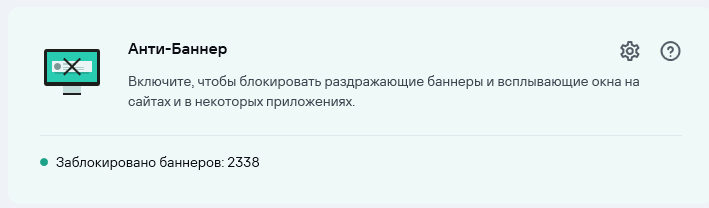 Анти-Баннер
Включите, чтобы блокировать раздражающие баннеры и всплывающие окна на
сайтах и в некоторых приложениях.
Заблокировано баннеров: 2338